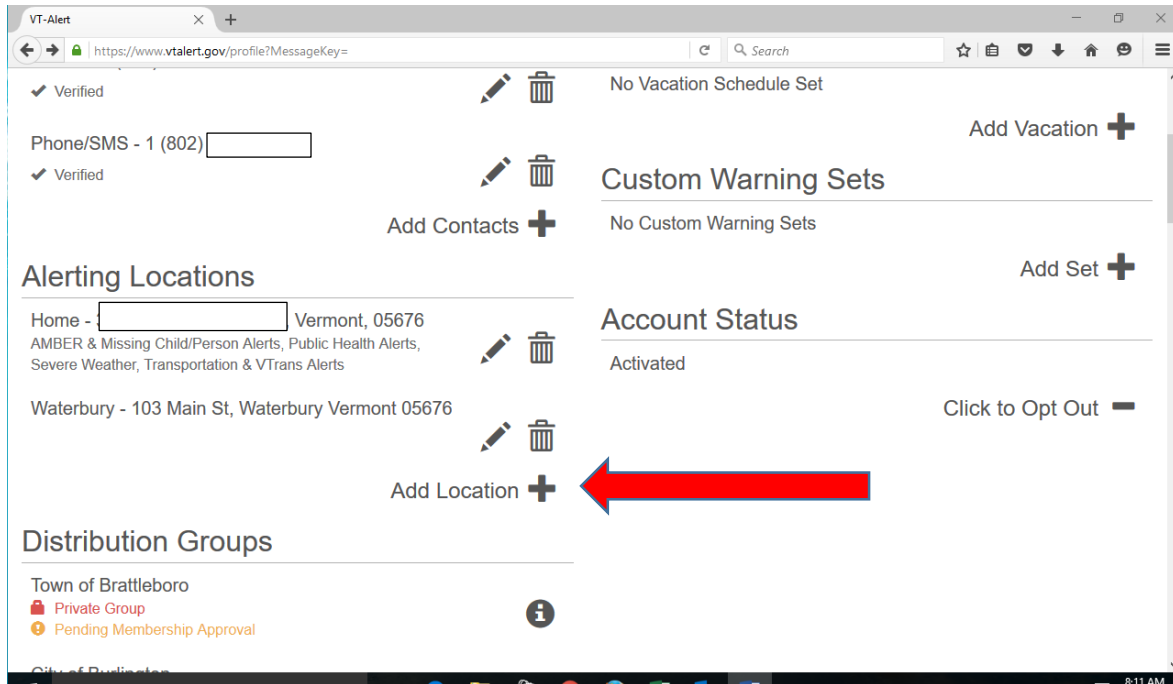 VT-Alert
https://www.vtalert.gov/profile?MessageKey=
Search
Verified
Phone/SMS - 1 (802)
Verified
Add Contacts
Alerting Locations
Home - Vermont, 05676
AMBER & Missing Child/Person Alerts, Public Health Alerts,
Severe Weather, Transportation & VTrans Alerts
Waterbury - 103 Main St, Waterbury Vermont 05676
Add Location
Distribution Groups
Town of Brattleboro
Private Group
Pending Membership Approval
City of Burlington
No Vacation Schedule Set
Add Vacation
Custom Warning Sets
No Custom Warning Sets
Add Set
Account Status
Activated
Click to Opt Out
8:11 AM